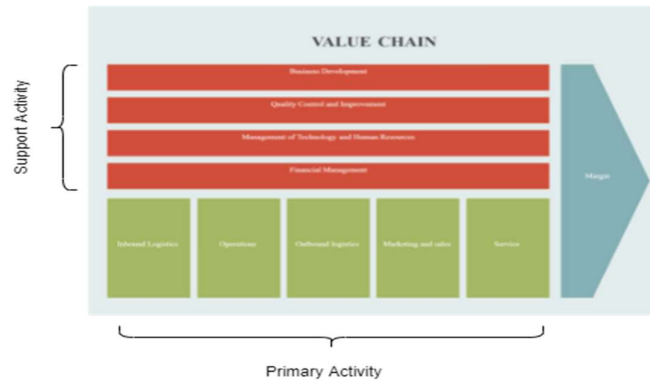 VALUE CHAIN
Support Activity
Business Development
Quality Control and Improvement
Management of Technology and Human Resources
Financial Management
Margin
Inbound Logistics
Operations
Outbound logistics
Marketing and sales
Service
Primary Activity